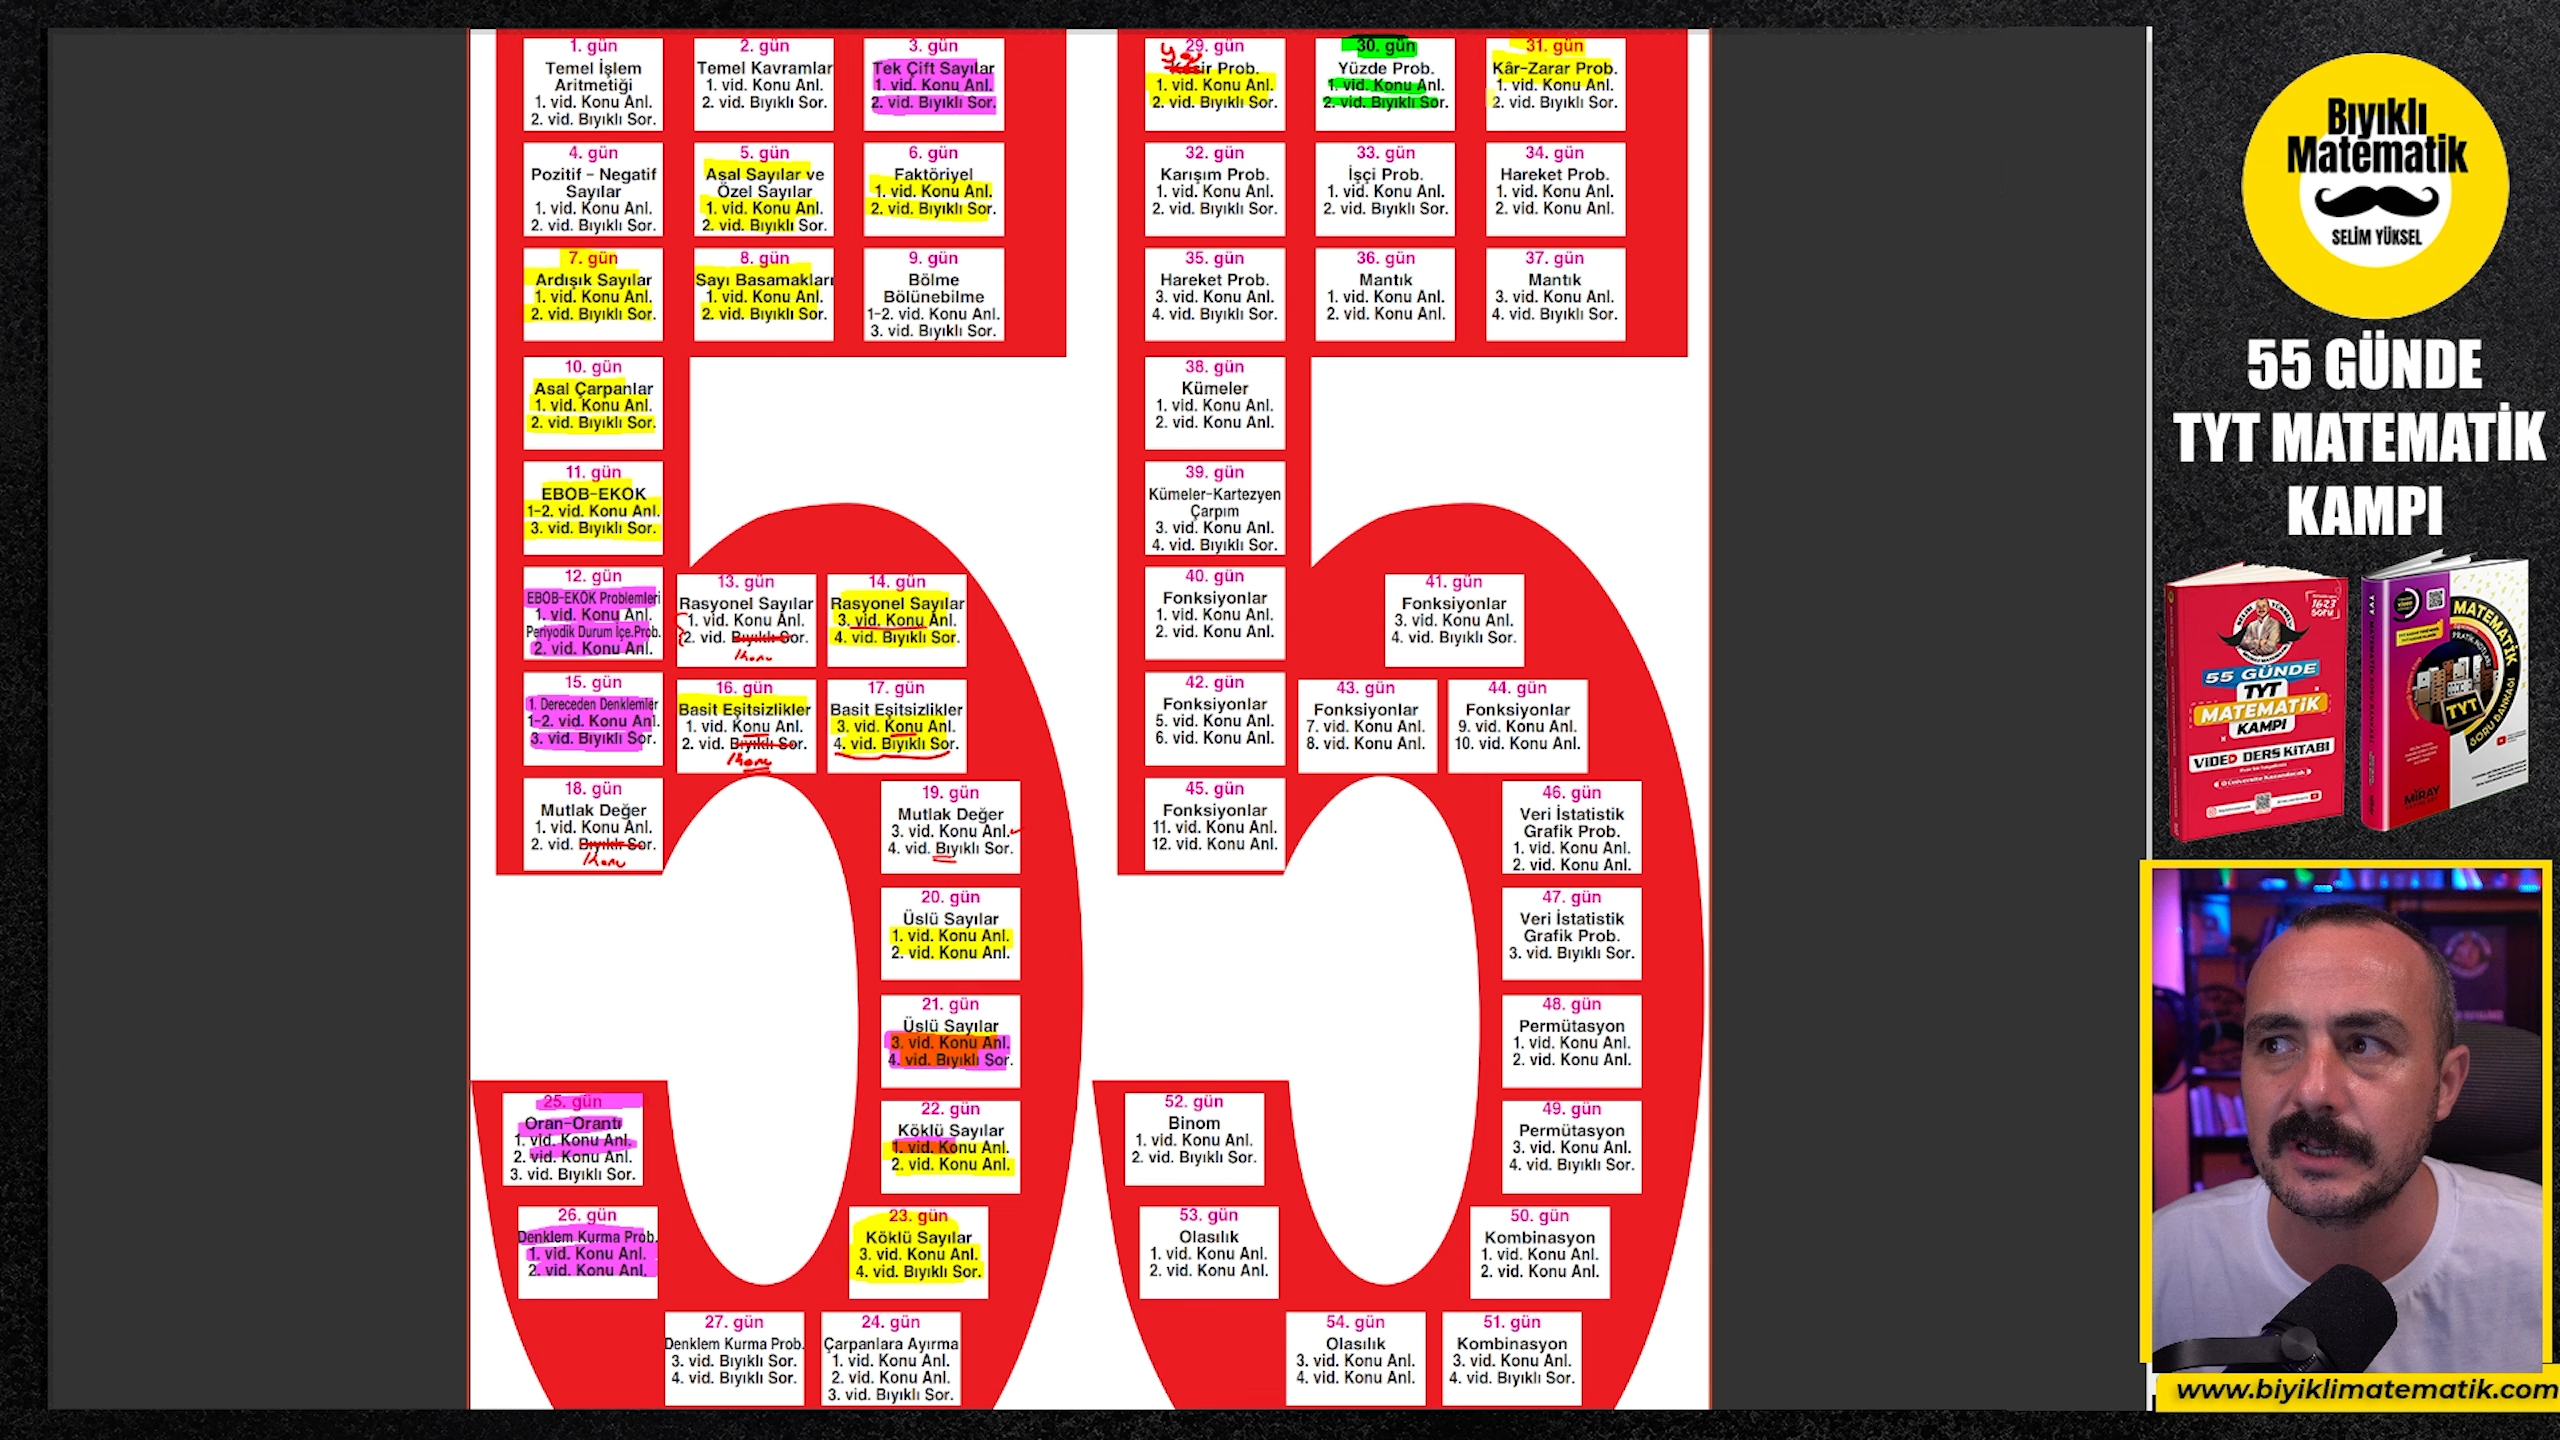 1. gün
Temel İşlem
Aritmetiği
1. vid. Konu Anl.
2. vid. Bıyıklı Sor.
2. gün
Temel Kavramlar
1. vid. Konu Anl.
2. vid. Bıyıklı Sor.
3. gün
Tek Çift Sayılar
1. vid. Konu Anl.
2. vid. Bıyıklı Sor.
4. gün
Pozitif - Negatif
Sayılar
1. vid. Konu Anl.
2. vid. Bıyıklı Sor.
5. gün
Asal Sayılar ve
Özel Sayılar
1. vid. Konu Anl.
2. vid. Bıyıklı Sor.
6. gün
Faktöriyel
1. vid. Konu Anl.
2. vid. Bıyıklı Sor.
7. gün
Ardışık Sayılar
1. vid. Konu Anl.
2. vid. Bıyıklı Sor.
8. gün
Sayı Basamakları
1. vid. Konu Anl.
2. vid. Bıyıklı Sor.
9. gün
Bölme
Bölünebilme
1-2. vid. Konu Anl.
3. vid. Bıyıklı Sor.
10. gün
Asal Çarpanlar
1. vid. Konu Anl.
2. vid. Bıyıklı Sor.
11. gün
EBOB-EKOK
1-2. vid. Konu Anl.
3. vid. Bıyıklı Sor.
12. gün
EBOB-EKOK Problemleri
1. vid. Konu Anl.
Periyodik Durum İçe.Prob.
2. vid. Konu Anl.
13. gün
Rasyonel Sayılar
1. vid. Konu Anl.
2. vid. Bıyıklı Sor.
Konu
14. gün
Rasyonel Sayılar
3. vid. Konu Anl.
4. vid. Bıyıklı Sor.
15. gün
1. Dereceden Denklemler
1-2. vid. Konu Anl.
3. vid. Bıyıklı Sor.
16. gün
Basit Eşitsizlikler
1. vid. Konu Anl.
2. vid. Bıyıklı Sor.
Konu
17. gün
Basit Eşitsizlikler
3. vid. Konu Anl.
4. vid. Bıyıklı Sor.
18. gün
Mutlak Değer
1. vid. Konu Anl.
2. vid. Bıyıklı Sor.
Konu
19. gün
Mutlak Değer
3. vid. Konu Anl.
4. vid. Bıyıklı Sor.
20. gün
Üslü Sayılar
1. vid. Konu Anl.
2. vid. Konu Anl.
21. gün
Üslü Sayılar
3. vid. Konu Anl.
4. vid. Bıyıklı Sor.
22. gün
Köklü Sayılar
1. vid. Konu Anl.
2. vid. Konu Anl.
25. gün
Oran-Orantı
1. vid. Konu Anl.
2. vid. Konu Anl.
3. vid. Bıyıklı Sor.
26. gün
Denklem Kurma Prob.
1. vid. Konu Anl.
2. vid. Konu Anl.
23. gün
Köklü Sayılar
3. vid. Konu Anl.
4. vid. Bıyıklı Sor.
27. gün
Denklem Kurma Prob.
3. vid. Bıyıklı Sor.
4. vid. Bıyıklı Sor.
24. gün
Çarpanlara Ayırma
1. vid. Konu Anl.
2. vid. Konu Anl.
3. vid. Bıyıklı Sor.
29. gün
Prob.
1. vid. Konu Anl.
2. vid. Bıyıklı Sor.
30. gün
Yüzde Prob.
1. vid. Konu Anl.
2. vid. Bıyıklı Sor.
31. gün
Kâr-Zarar Prob.
1. vid. Konu Anl.
2. vid. Bıyıklı Sor.
32. gün
Karışım Prob.
1. vid. Konu Anl.
2. vid. Bıyıklı Sor.
33. gün
İşçi Prob.
1. vid. Konu Anl.
2. vid. Bıyıklı Sor.
34. gün
Hareket Prob.
1. vid. Konu Anl.
2. vid. Konu Anl.
35. gün
Hareket Prob.
3. vid. Konu Anl.
4. vid. Bıyıklı Sor.
36. gün
Mantık
1. vid. Konu Anl.
2. vid. Konu Anl.
37. gün
Mantık
3. vid. Konu Anl.
4. vid. Bıyıklı Sor.
38. gün
Kümeler
1. vid. Konu Anl.
2. vid. Konu Anl.
39. gün
Kümeler-Kartezyen
Çarpım
3. vid. Konu Anl.
4. vid. Bıyıklı Sor.
40. gün
Fonksiyonlar
1. vid. Konu Anl.
2. vid. Konu Anl.
41. gün
Fonksiyonlar
3. vid. Konu Anl.
4. vid. Bıyıklı Sor.
42. gün
Fonksiyonlar
5. vid. Konu Anl.
6. vid. Konu Anl.
43. gün
Fonksiyonlar
7. vid. Konu Anl.
8. vid. Konu Anl.
44. gün
Fonksiyonlar
9. vid. Konu Anl.
10. vid. Konu Anl.
45. gün
Fonksiyonlar
11. vid. Konu Anl.
12. vid. Konu Anl.
46. gün
Veri İstatistik
Grafik Prob.
1. vid. Konu Anl.
2. vid. Konu Anl.
47. gün
Veri İstatistik
Grafik Prob.
3. vid. Bıyıklı Sor.
48. gün
Permütasyon
1. vid. Konu Anl.
2. vid. Konu Anl.
49. gün
Permütasyon
3. vid. Konu Anl.
4. vid. Bıyıklı Sor.
52. gün
Binom
1. vid. Konu Anl.
2. vid. Bıyıklı Sor.
53. gün
Olasılık
1. vid. Konu Anl.
2. vid. Konu Anl.
50. gün
Kombinasyon
1. vid. Konu Anl.
2. vid. Konu Anl.
54. gün
Olasılık
3. vid. Konu Anl.
4. vid. Konu Anl.
51. gün
Kombinasyon
3. vid. Konu Anl.
4. vid. Bıyıklı Sor.
Bıyıklı
Matematik
SELİM YÜKSEL
55 GÜNDE
TYT MATEMATİK
KAMPI
55 GÜNDE
TYT
MATEMATİK
KAMPI
VİDEO DERS KİTABI
MATEMATİK
TYT
SORU BANKASI
MİRAY
www.biyiklimatematik.com